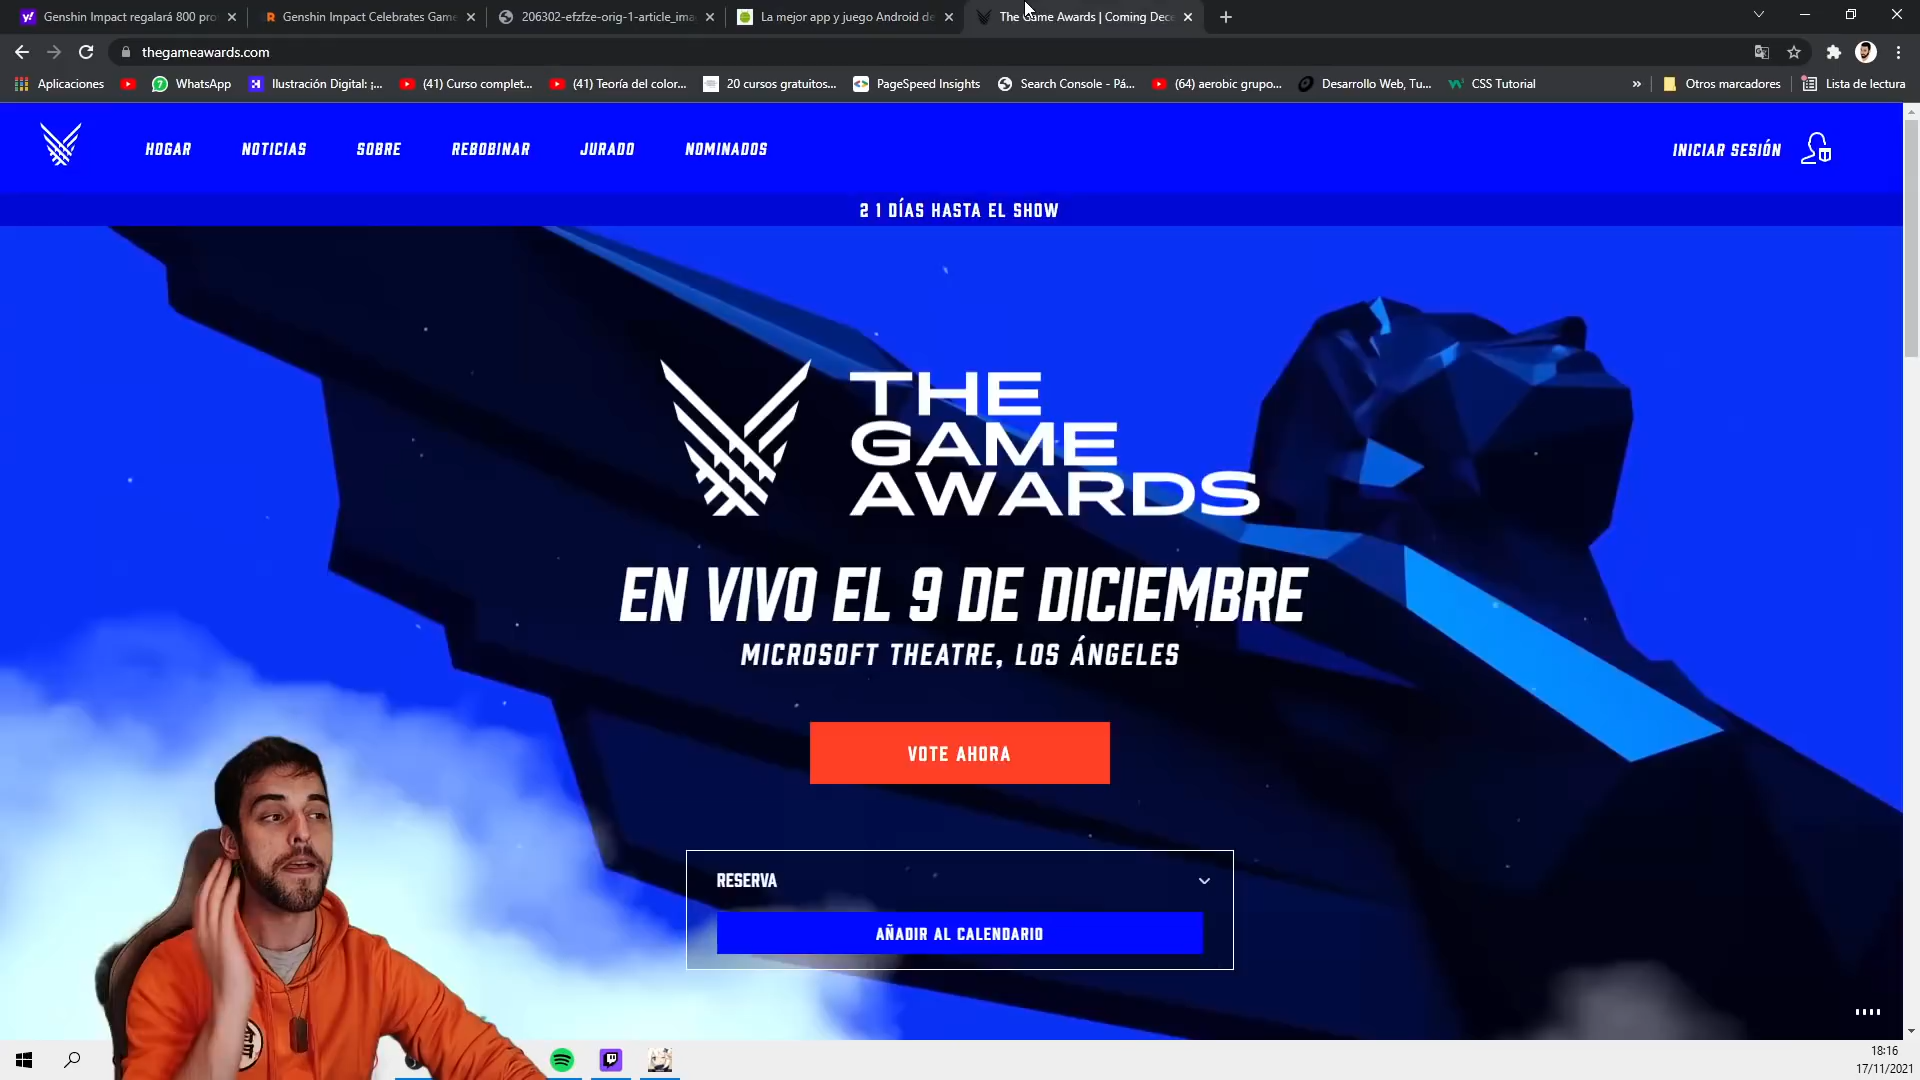 Genshin Impact regalará 800 pro
Genshin Impact Celebrates Game
206302-efzfze-orig-1-article_ima
La mejor app y juego Android de
The Game Awards | Coming Dece
thegameawards.com
Aplicaciones
WhatsApp
Ilustración Digital: ¡...
(41) Curso complet...
(41) Teoría del color...
20 cursos gratuitos...
PageSpeed Insights
Search Console - Pá...
(64) aerobic grupo...
Desarrollo Web, Tu...
CSS Tutorial
»
Otros marcadores
Lista de lectura
HOGAR
NOTICIAS
SOBRE
REBOBINAR
JURADO
NOMINADOS
INICIAR SESIÓN
2 1 DÍAS HASTA EL SHOW
THE
GAME
AWARDS
EN VIVO EL 9 DE DICIEMBRE
MICROSOFT THEATRE, LOS ÁNGELES
VOTE AHORA
RESERVA
AÑADIR AL CALENDARIO
18:16
17/11/2021